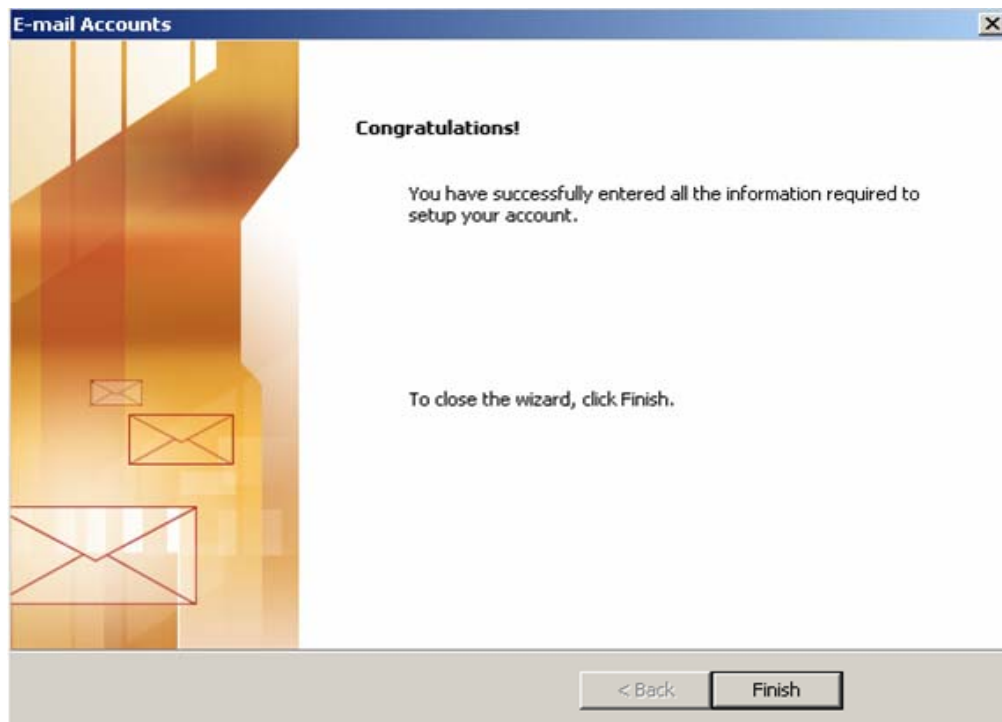 E-mail Accounts
Congratulations!
You have successfully entered all the information required to
setup your account.
To close the wizard, click Finish.
< Back
Finish